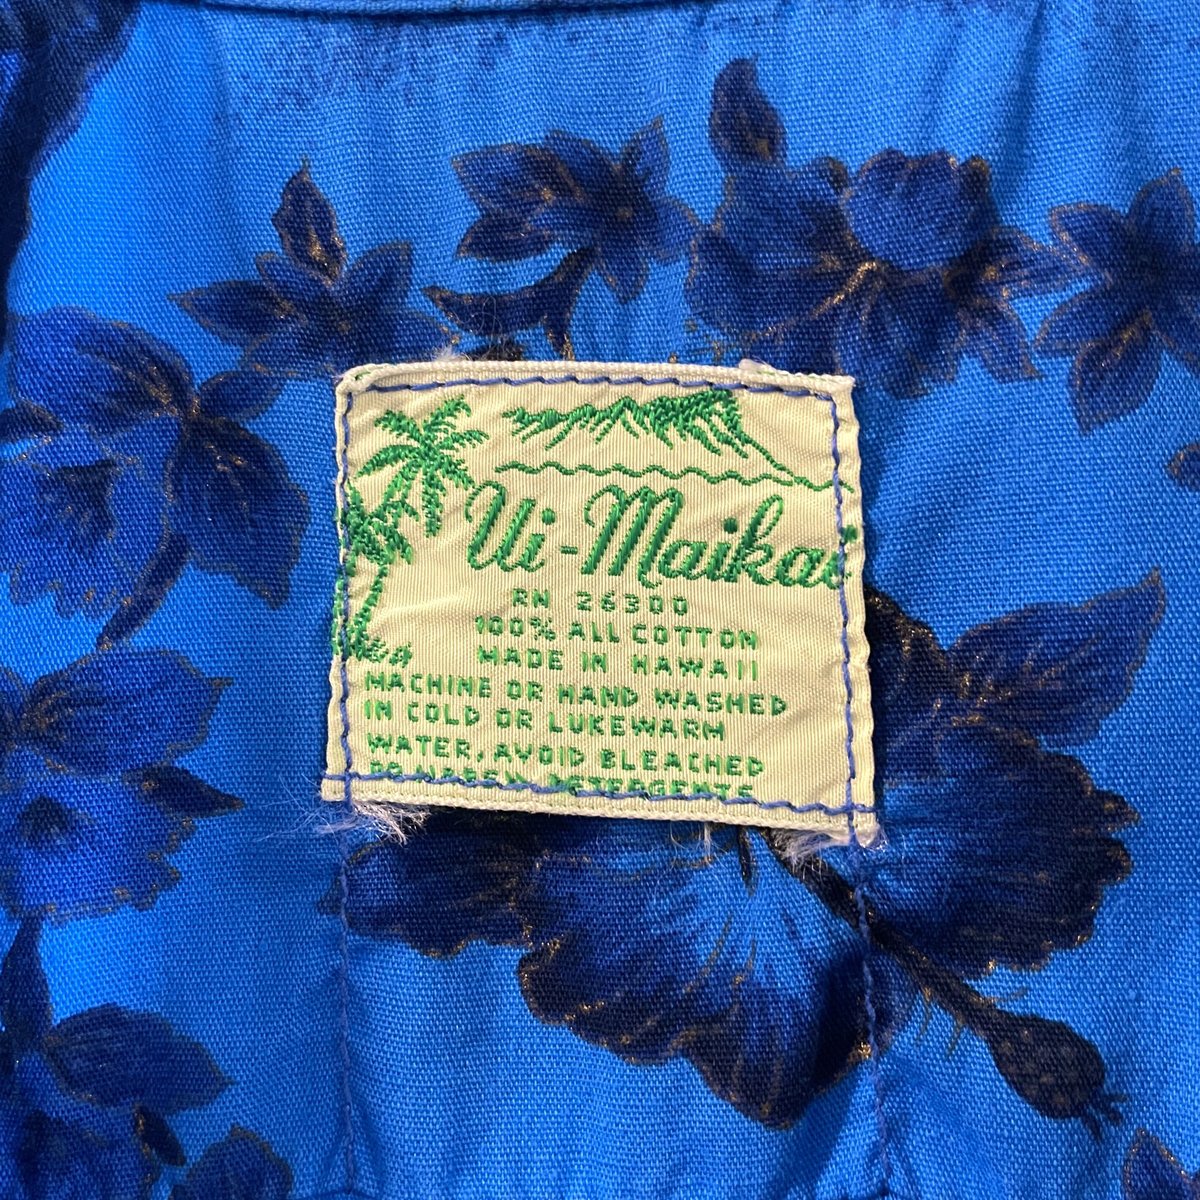 Ui-Maikai
RN 26300
100% ALL COTTON
MADE IN HAWAII
MACHINE OR HAND WASHED
IN COLD OR LUKEWARM
WATER, AVOID BLEACHED
DETERGENTS